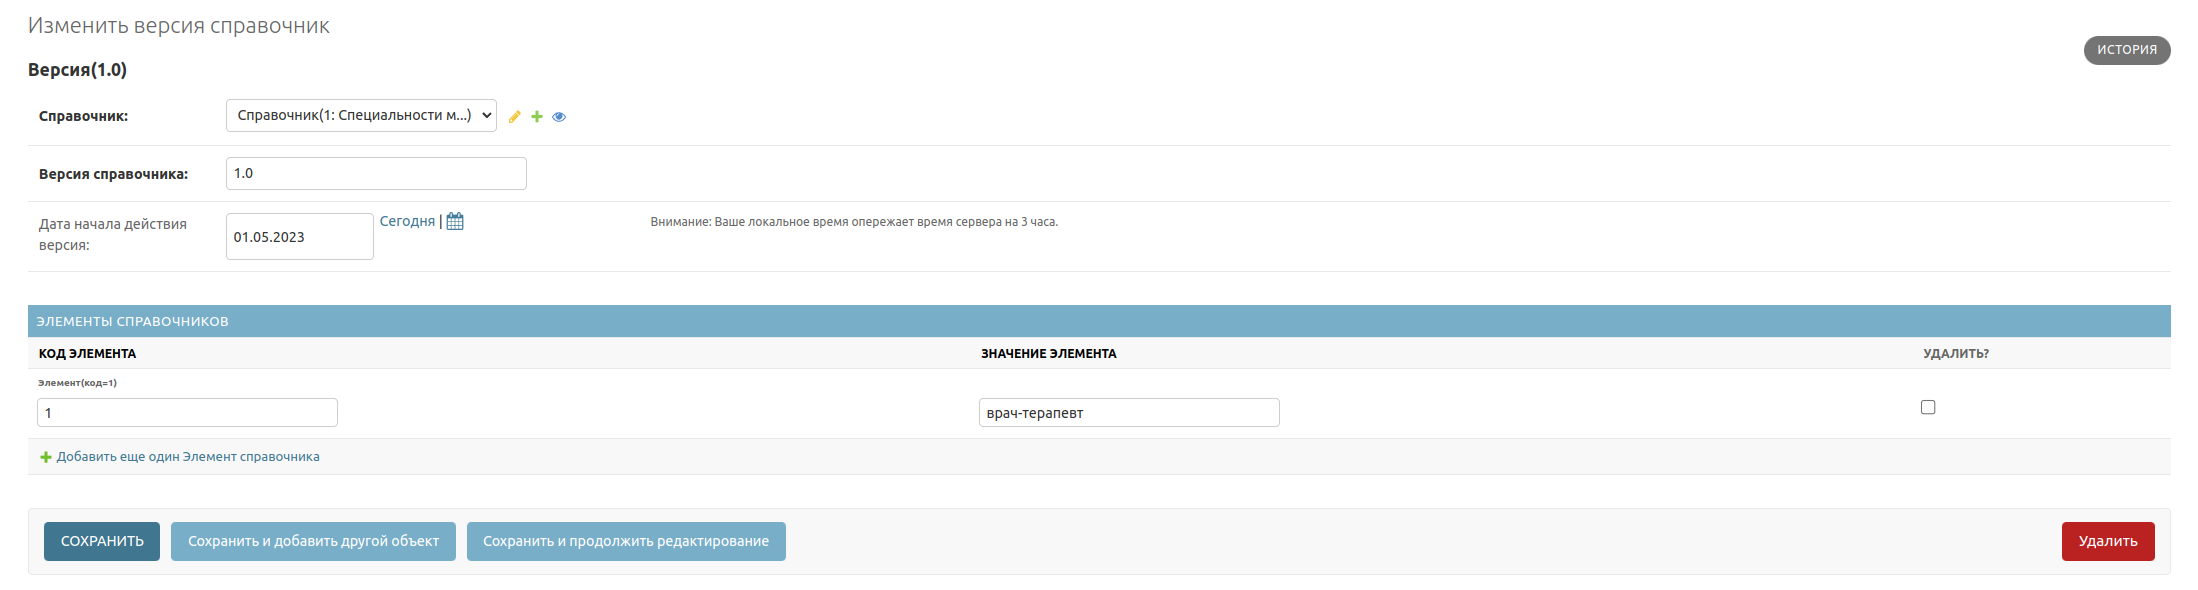 Изменить версия справочник
ИСТОРИЯ
Версия(1.0)
Справочник: Справочник(1: Специальности м...)
Версия справочника: 1.0
Дата начала действия
версия:
01.05.2023 Сегодня | Внимание: Ваше локальное время опережает время сервера на 3 часа.
ЭЛЕМЕНТЫ СПРАВОЧНИКОВ
КОД ЭЛЕМЕНТА ЗНАЧЕНИЕ ЭЛЕМЕНТА УДАЛИТЬ?
Элемент(код=1)
1 врач-терапевт
Добавить еще один Элемент справочника
СОХРАНИТЬ Сохранить и добавить другой объект Сохранить и продолжить редактирование Удалить